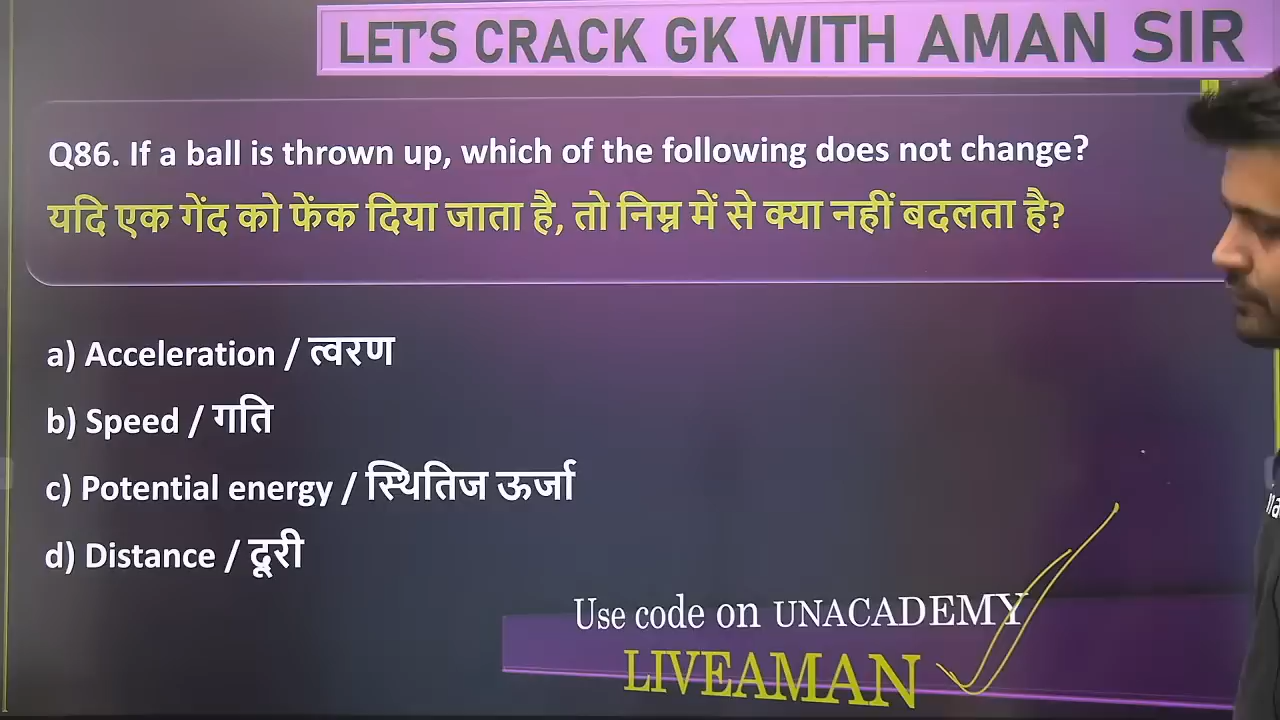 LET'S CRACK GK WITH AMAN SIR
Q86. If a ball is thrown up, which of the following does not change?
यदि एक गेंद को फेंक दिया जाता है, तो निम्न में से क्या नहीं बदलता है?
a) Acceleration / त्वरण
b) Speed / गति
c) Potential energy / स्थितिज ऊर्जा
d) Distance / दूरी
Use code on UNACADEMY
LIVEAMAN